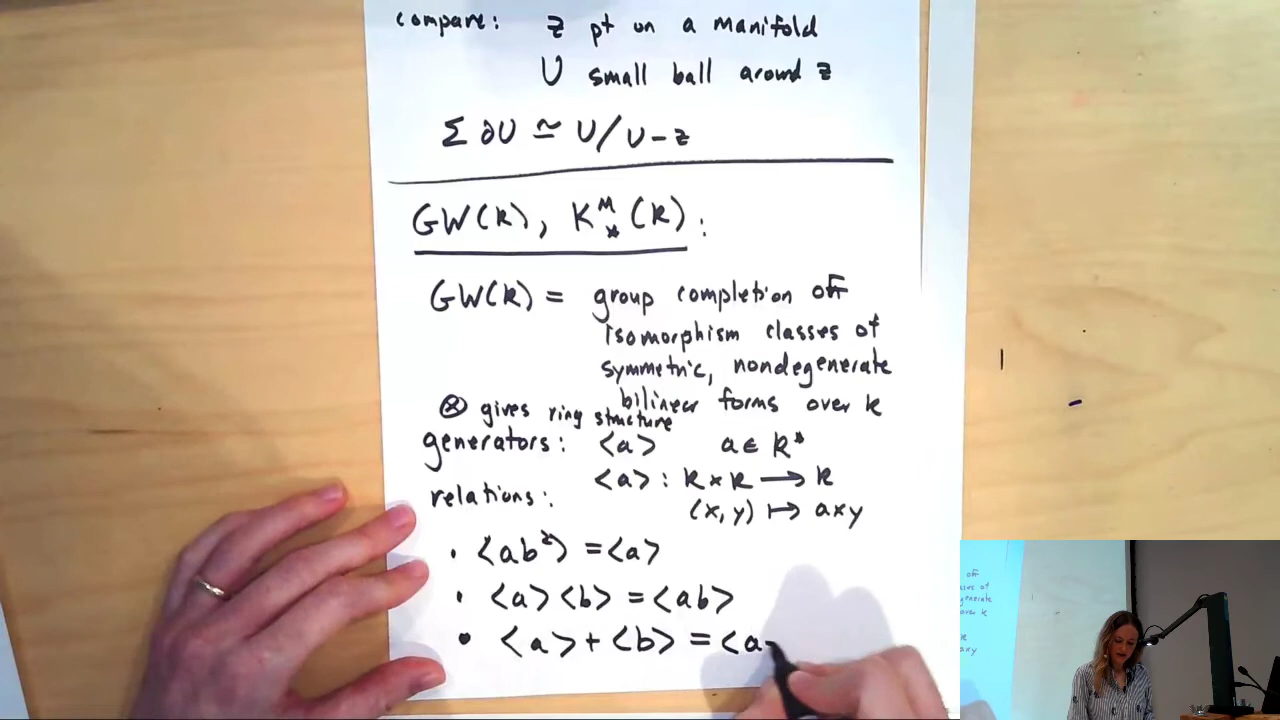 compare: z pt on a manifold
U small ball around z
Σ ∂U ≃ U/U-z
GW(k), K^M_*(k):
GW(k) = group completion of
isomorphism classes of
symmetric, nondegenerate
bilinear forms over k
⊗ gives ring structure
generators: <a> a ∈ k*
<a> : k × k → k
relations: (x, y) ↦ axy
· <ab²> = <a>
· <a><b> = <ab>
• <a> + <b> = <a+